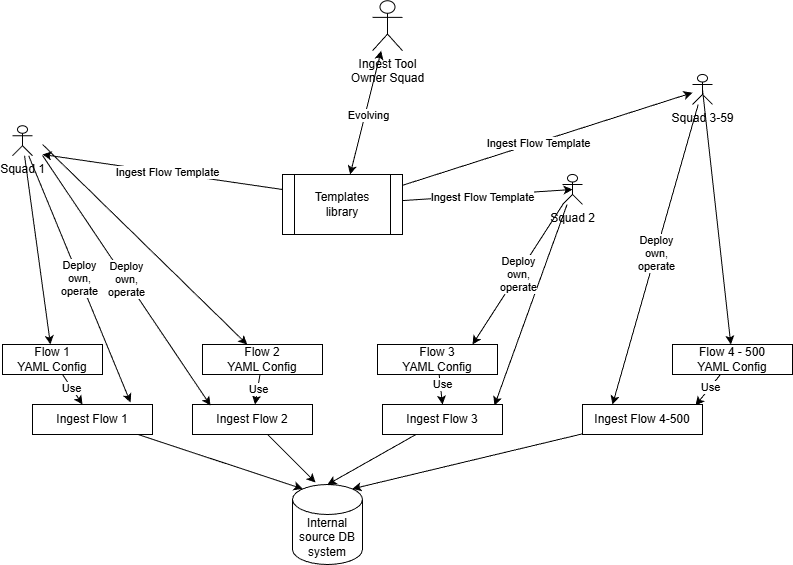 Ingest Tool
Owner Squad
Evolving
Squad 3-59
Ingest Flow Template
Squad 1
Ingest Flow Template
Templates
library
Ingest Flow Template
Squad 2
Deploy
own,
operate
Deploy
own,
operate
Deploy
own,
operate
Deploy
own,
operate
Flow 1
YAML Config
Flow 2
YAML Config
Flow 3
YAML Config
Flow 4 - 500
YAML Config
Use
Use
Use
Use
Ingest Flow 1
Ingest Flow 2
Ingest Flow 3
Ingest Flow 4-500
Internal
source DB
system